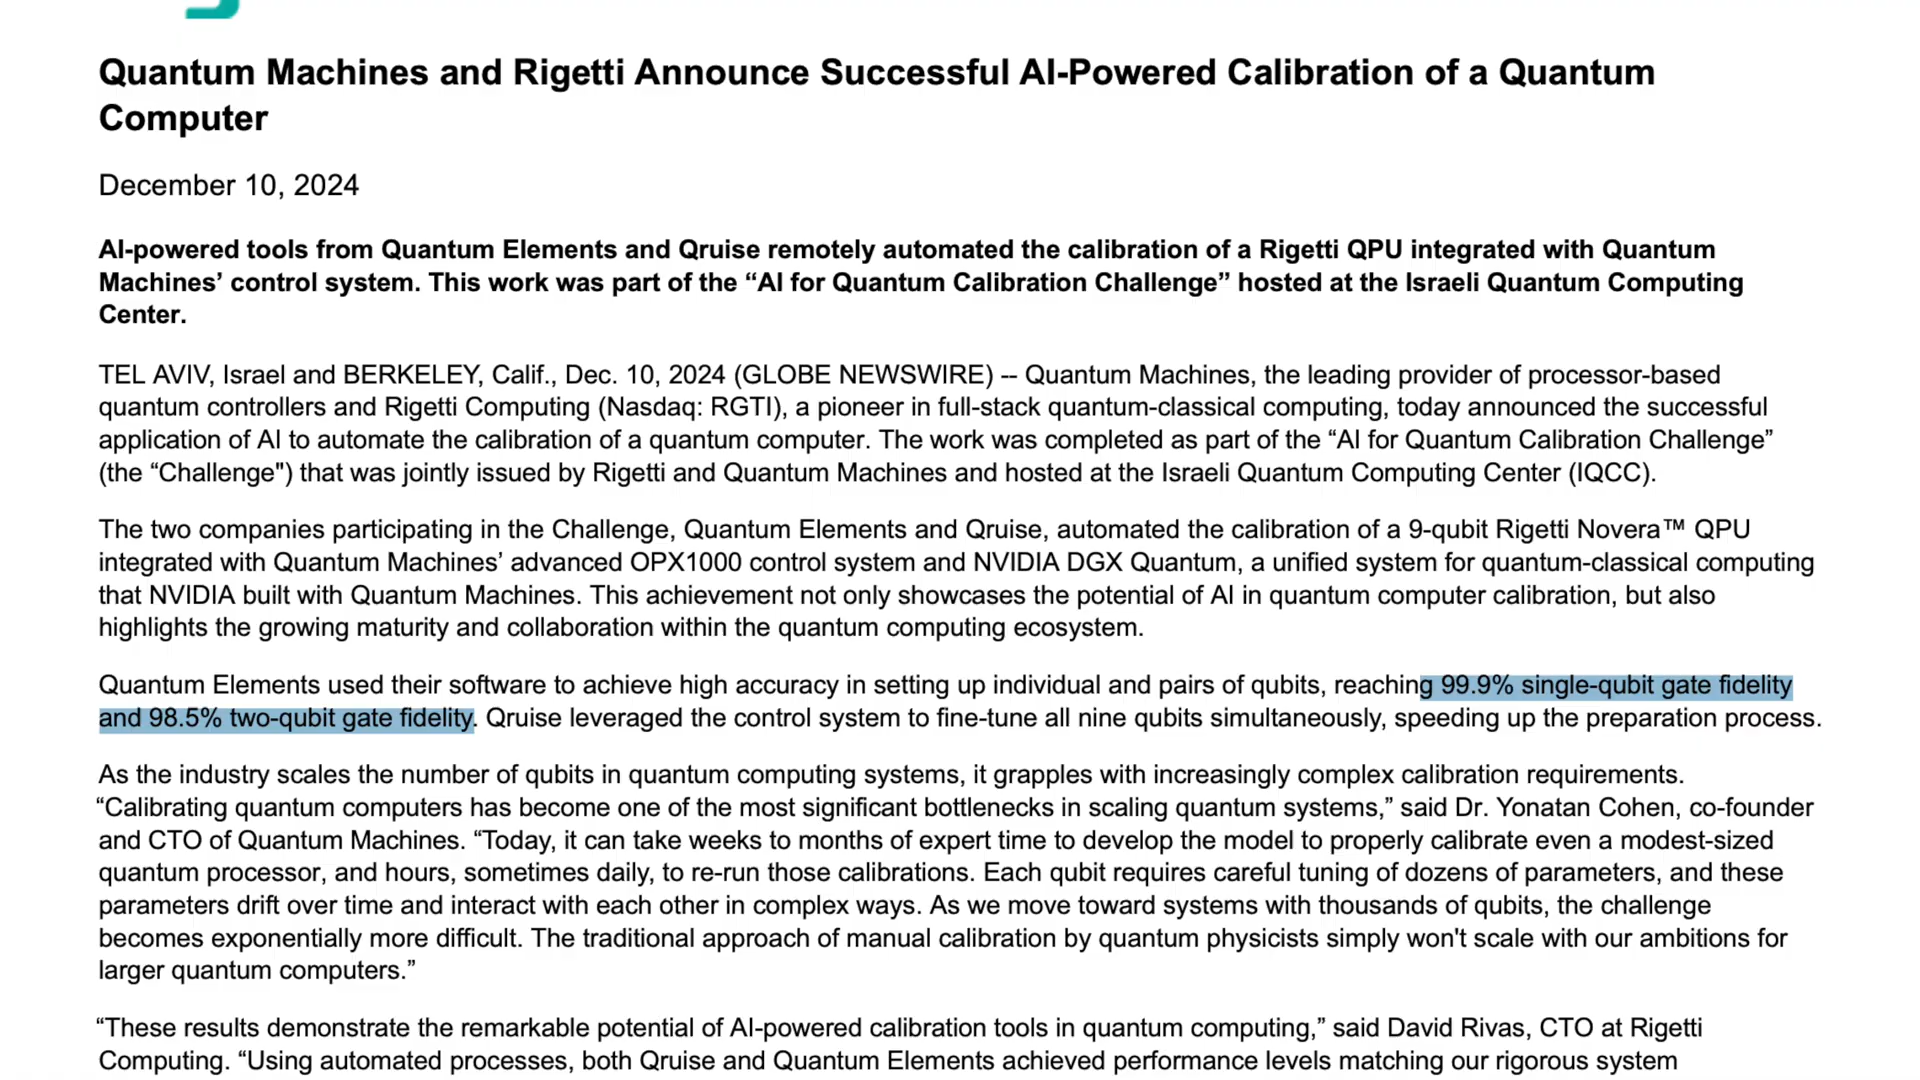 Quantum Machines and Rigetti Announce Successful AI-Powered Calibration of a Quantum
Computer
December 10, 2024
AI-powered tools from Quantum Elements and Qruise remotely automated the calibration of a Rigetti QPU integrated with Quantum
Machines’ control system. This work was part of the “AI for Quantum Calibration Challenge” hosted at the Israeli Quantum Computing
Center.
TEL AVIV, Israel and BERKELEY, Calif., Dec. 10, 2024 (GLOBE NEWSWIRE) -- Quantum Machines, the leading provider of processor-based
quantum controllers and Rigetti Computing (Nasdaq: RGTI), a pioneer in full-stack quantum-classical computing, today announced the successful
application of AI to automate the calibration of a quantum computer. The work was completed as part of the “AI for Quantum Calibration Challenge”
(the “Challenge") that was jointly issued by Rigetti and Quantum Machines and hosted at the Israeli Quantum Computing Center (IQCC).
The two companies participating in the Challenge, Quantum Elements and Qruise, automated the calibration of a 9-qubit Rigetti Novera™ QPU
integrated with Quantum Machines’ advanced OPX1000 control system and NVIDIA DGX Quantum, a unified system for quantum-classical computing
that NVIDIA built with Quantum Machines. This achievement not only showcases the potential of AI in quantum computer calibration, but also
highlights the growing maturity and collaboration within the quantum computing ecosystem.
Quantum Elements used their software to achieve high accuracy in setting up individual and pairs of qubits, reaching 99.9% single-qubit gate fidelity
and 98.5% two-qubit gate fidelity. Qruise leveraged the control system to fine-tune all nine qubits simultaneously, speeding up the preparation process.
As the industry scales the number of qubits in quantum computing systems, it grapples with increasingly complex calibration requirements.
“Calibrating quantum computers has become one of the most significant bottlenecks in scaling quantum systems,” said Dr. Yonatan Cohen, co-founder
and CTO of Quantum Machines. “Today, it can take weeks to months of expert time to develop the model to properly calibrate even a modest-sized
quantum processor, and hours, sometimes daily, to re-run those calibrations. Each qubit requires careful tuning of dozens of parameters, and these
parameters drift over time and interact with each other in complex ways. As we move toward systems with thousands of qubits, the challenge
becomes exponentially more difficult. The traditional approach of manual calibration by quantum physicists simply won't scale with our ambitions for
larger quantum computers.”
“These results demonstrate the remarkable potential of AI-powered calibration tools in quantum computing,” said David Rivas, CTO at Rigetti
Computing. “Using automated processes, both Qruise and Quantum Elements achieved performance levels matching our rigorous system